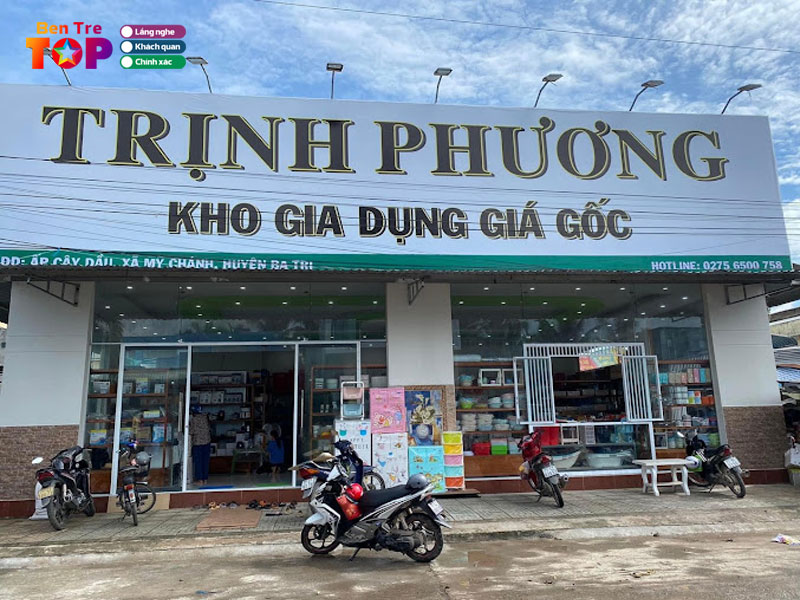 Ben Tre
TOP
Lắng nghe
Khách quan
Chính xác
TRỊNH PHƯƠNG
KHO GIA DỤNG GIÁ GỐC
ĐC: ẤP CÂY DẦU, XÃ MỸ CHÁNH, HUYỆN BA TRI
HOTLINE: 0275 6500 758